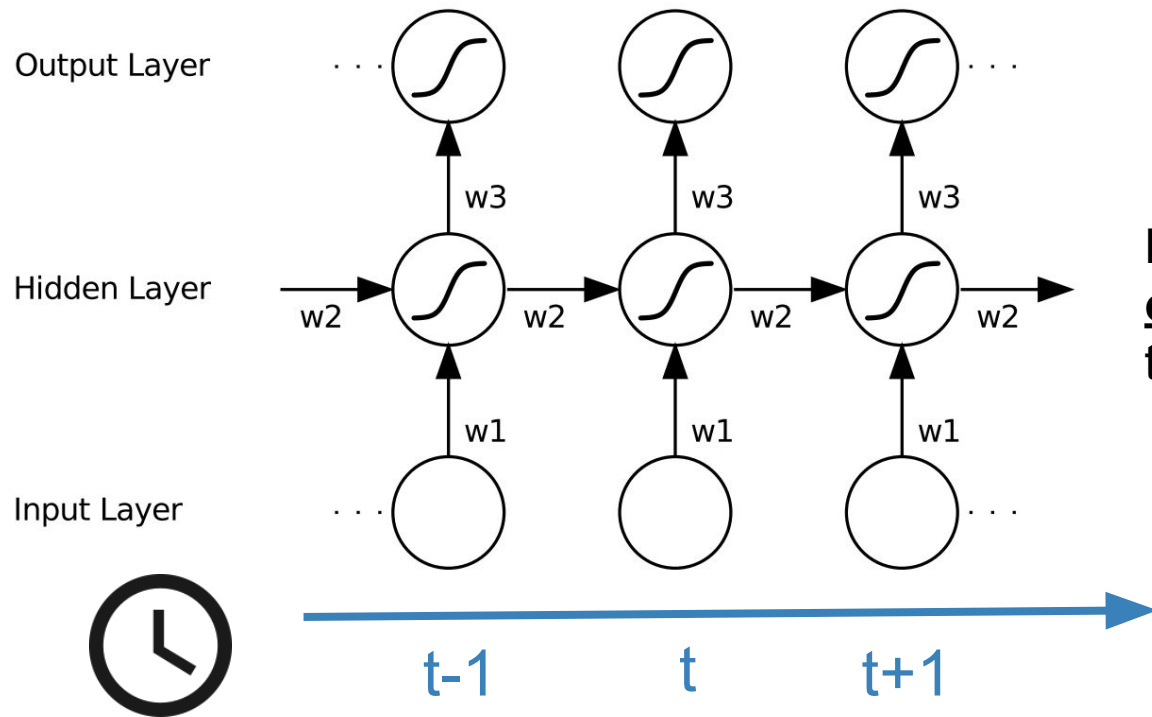 Output Layer . . . . . .
w3 w3 w3
Hidden Layer
w2 w2 w2 w2
w1 w1 w1
Input Layer . . . . . .
t-1 t t+1